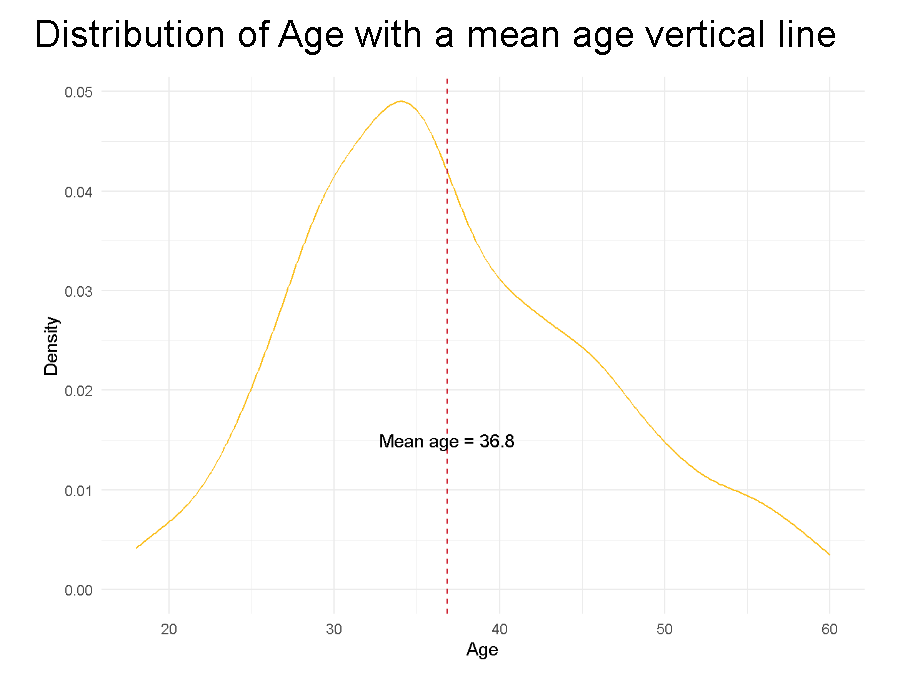 Distribution of Age with a mean age vertical line
0.05
0.04
0.03
0.02
0.01
0.00
Density
Mean age = 36.8
20 30 40 50 60
Age